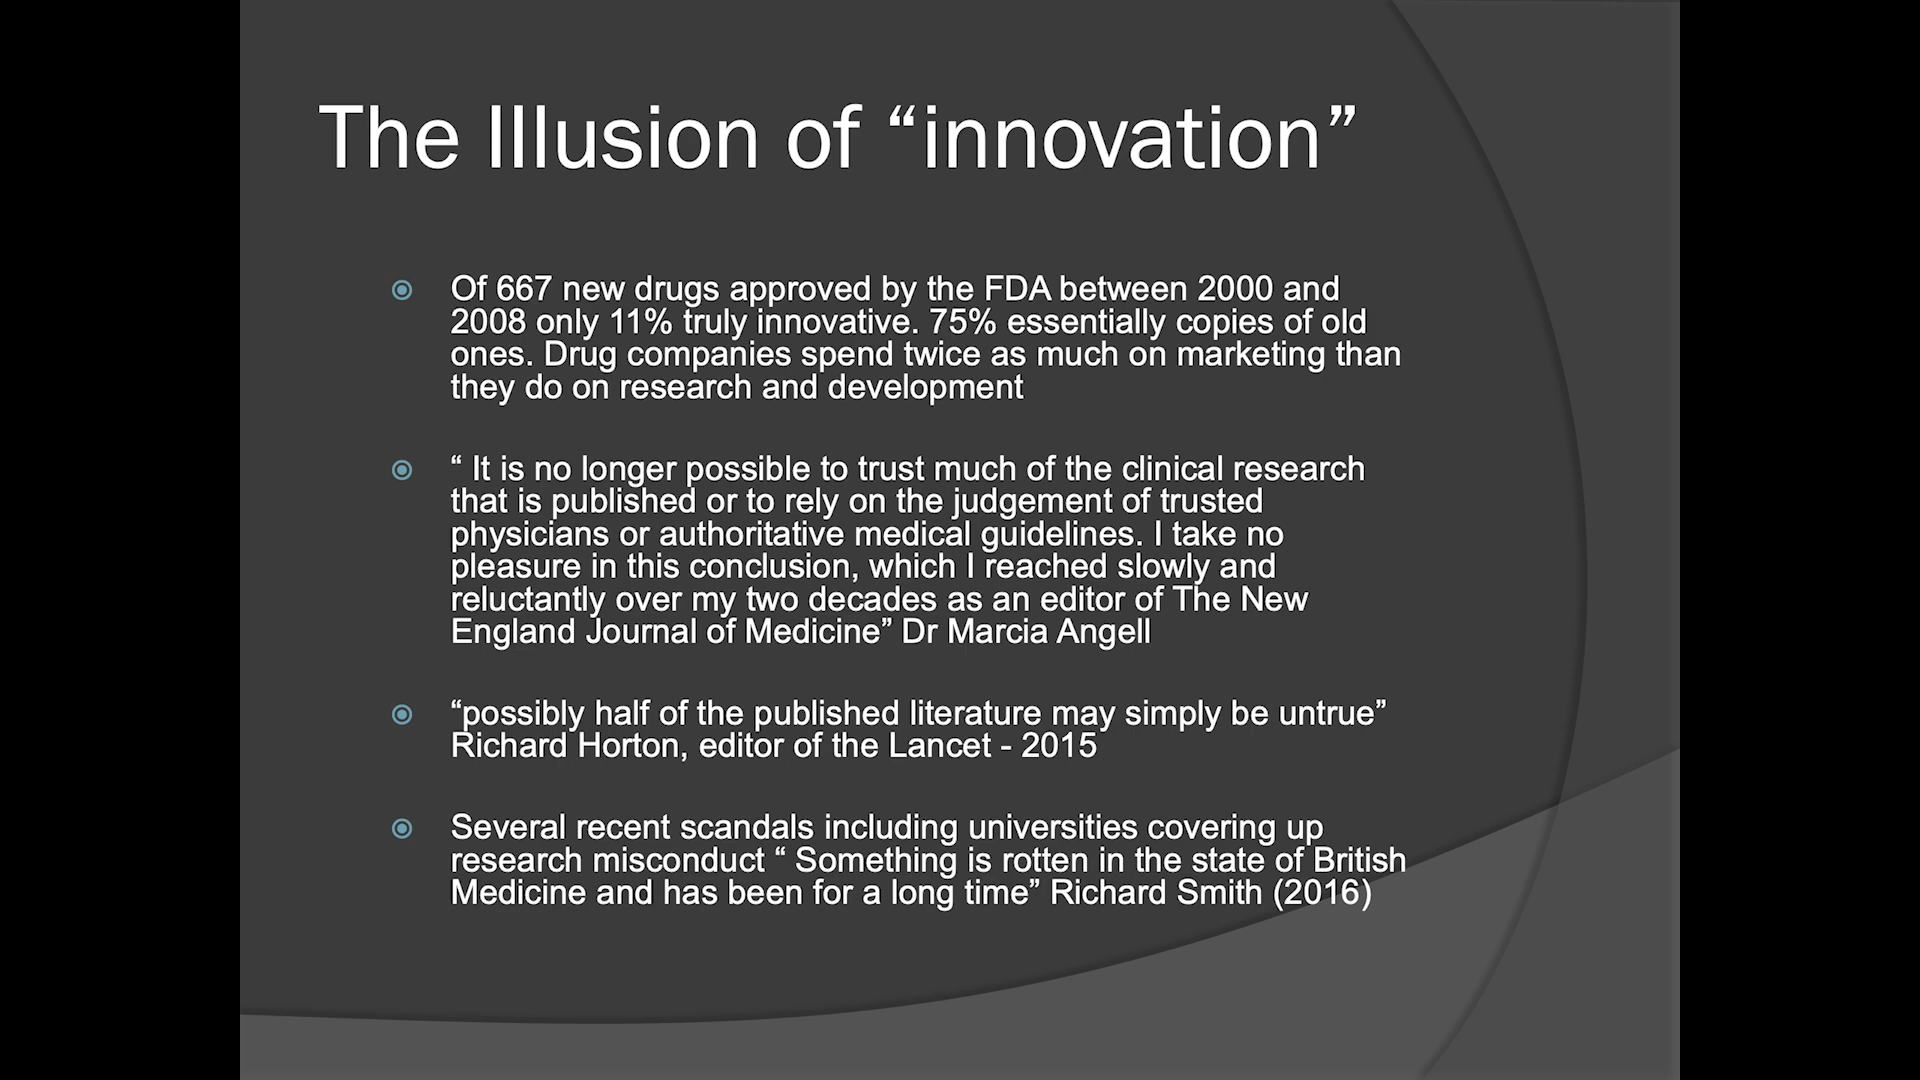 The Illusion of “innovation”
Of 667 new drugs approved by the FDA between 2000 and
2008 only 11% truly innovative. 75% essentially copies of old
ones. Drug companies spend twice as much on marketing than
they do on research and development
“ It is no longer possible to trust much of the clinical research
that is published or to rely on the judgement of trusted
physicians or authoritative medical guidelines. I take no
pleasure in this conclusion, which I reached slowly and
reluctantly over my two decades as an editor of The New
England Journal of Medicine” Dr Marcia Angell
“possibly half of the published literature may simply be untrue”
Richard Horton, editor of the Lancet - 2015
Several recent scandals including universities covering up
research misconduct “ Something is rotten in the state of British
Medicine and has been for a long time” Richard Smith (2016)